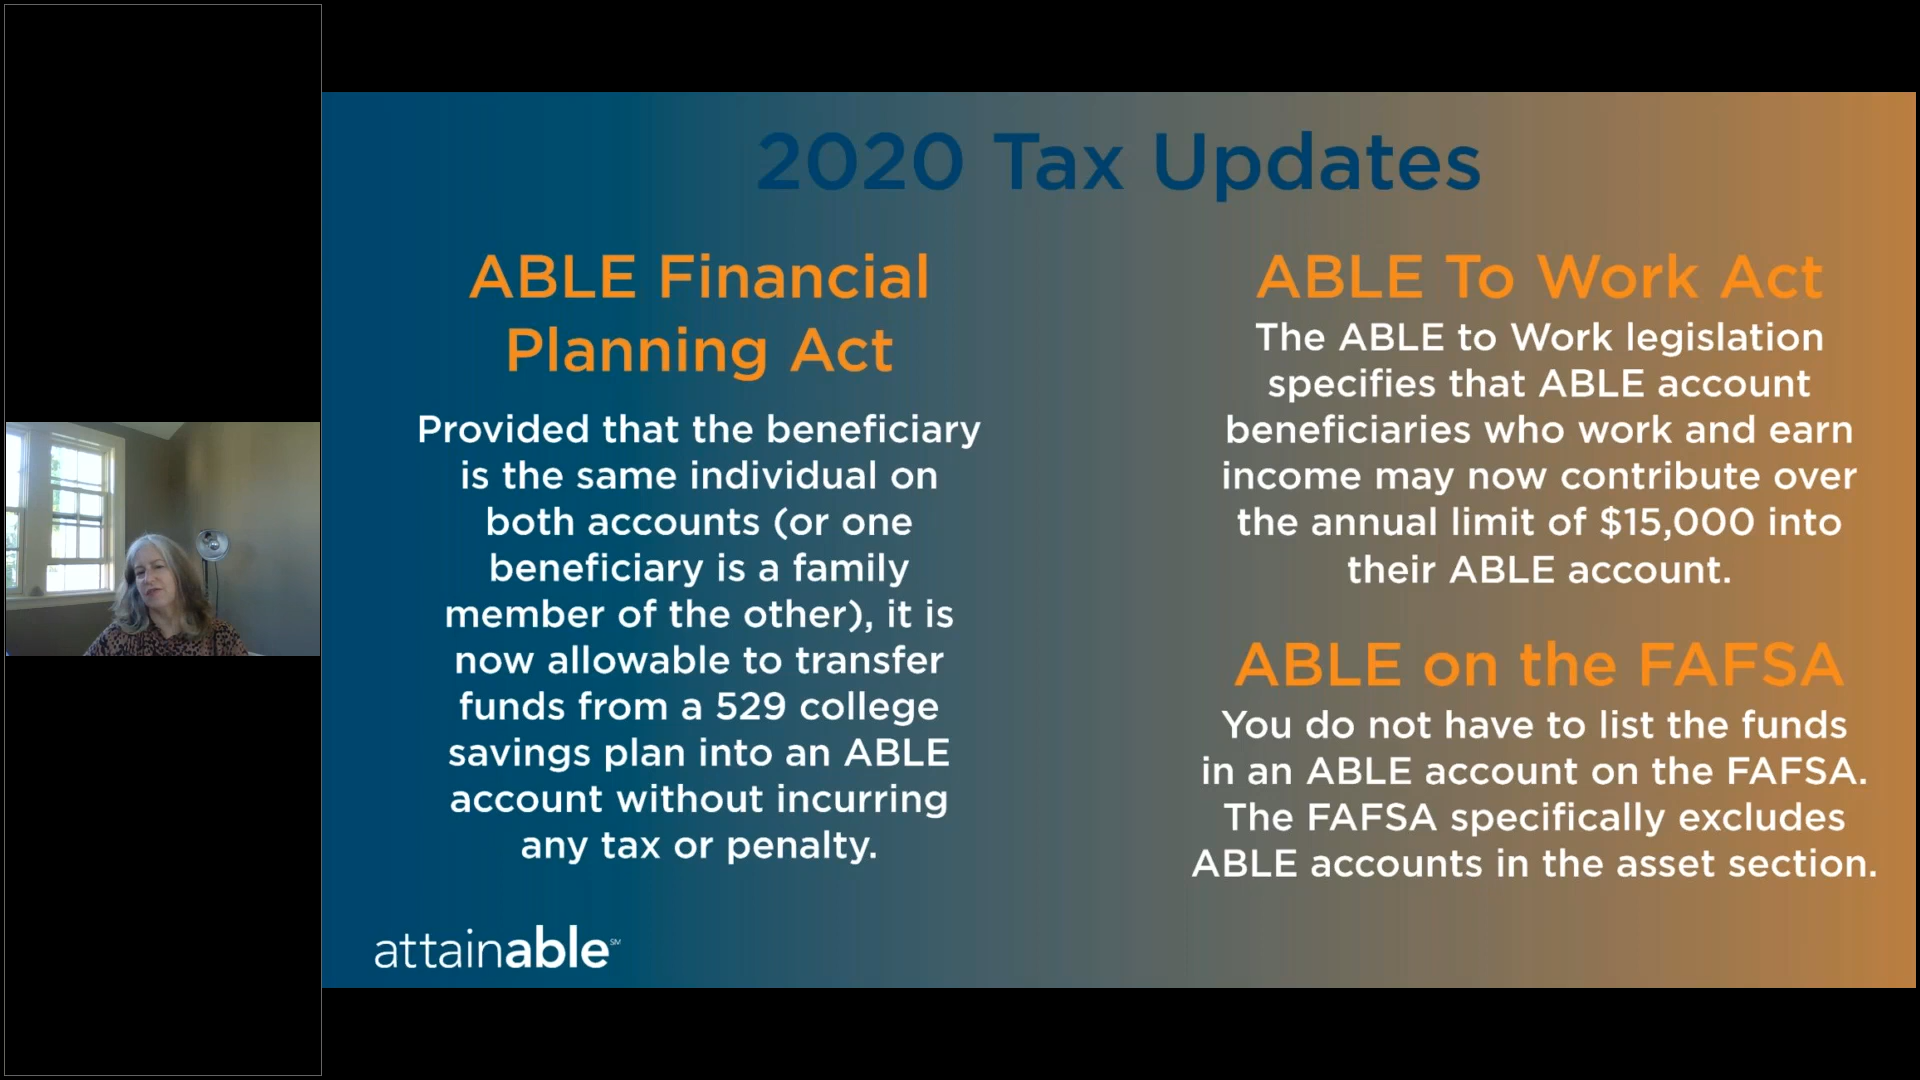 2020 Tax Updates
ABLE Financial
Planning Act
Provided that the beneficiary
is the same individual on
both accounts (or one
beneficiary is a family
member of the other), it is
now allowable to transfer
funds from a 529 college
savings plan into an ABLE
account without incurring
any tax or penalty.
ABLE To Work Act
The ABLE to Work legislation
specifies that ABLE account
beneficiaries who work and earn
income may now contribute over
the annual limit of $15,000 into
their ABLE account.
ABLE on the FAFSA
You do not have to list the funds
in an ABLE account on the FAFSA.
The FAFSA specifically excludes
ABLE accounts in the asset section.
attainable℠